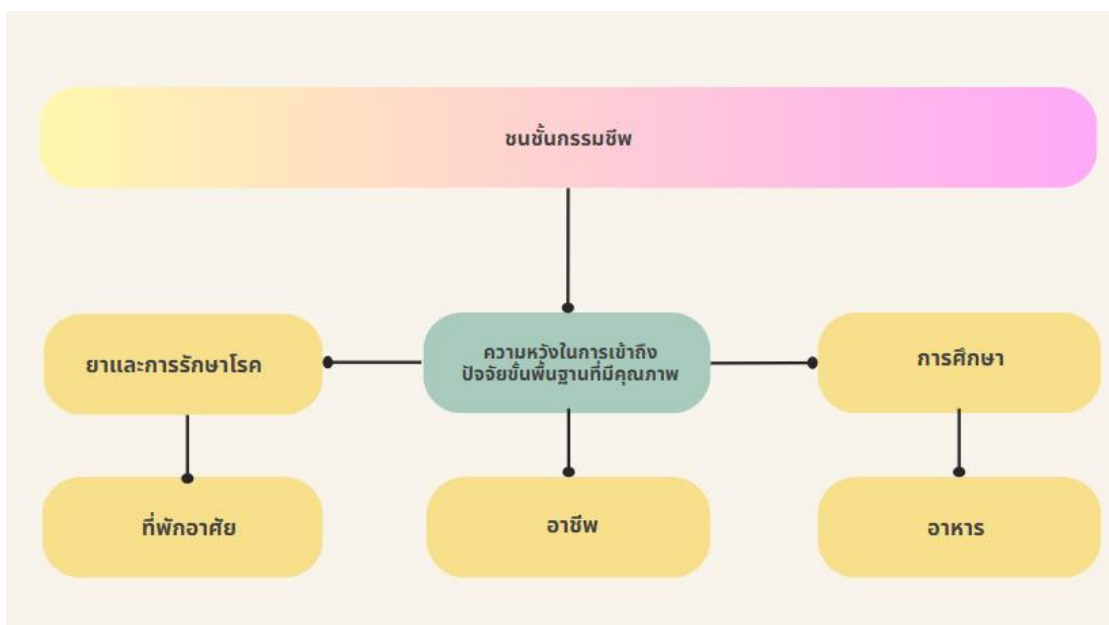 ชนชั้นกรรมชีพ
ยาและการรักษาโรค
ความหวังในการเข้าถึง
ปัจจัยขั้นพื้นฐานที่มีคุณภาพ
การศึกษา
ที่พักอาศัย
อาชีพ
อาหาร